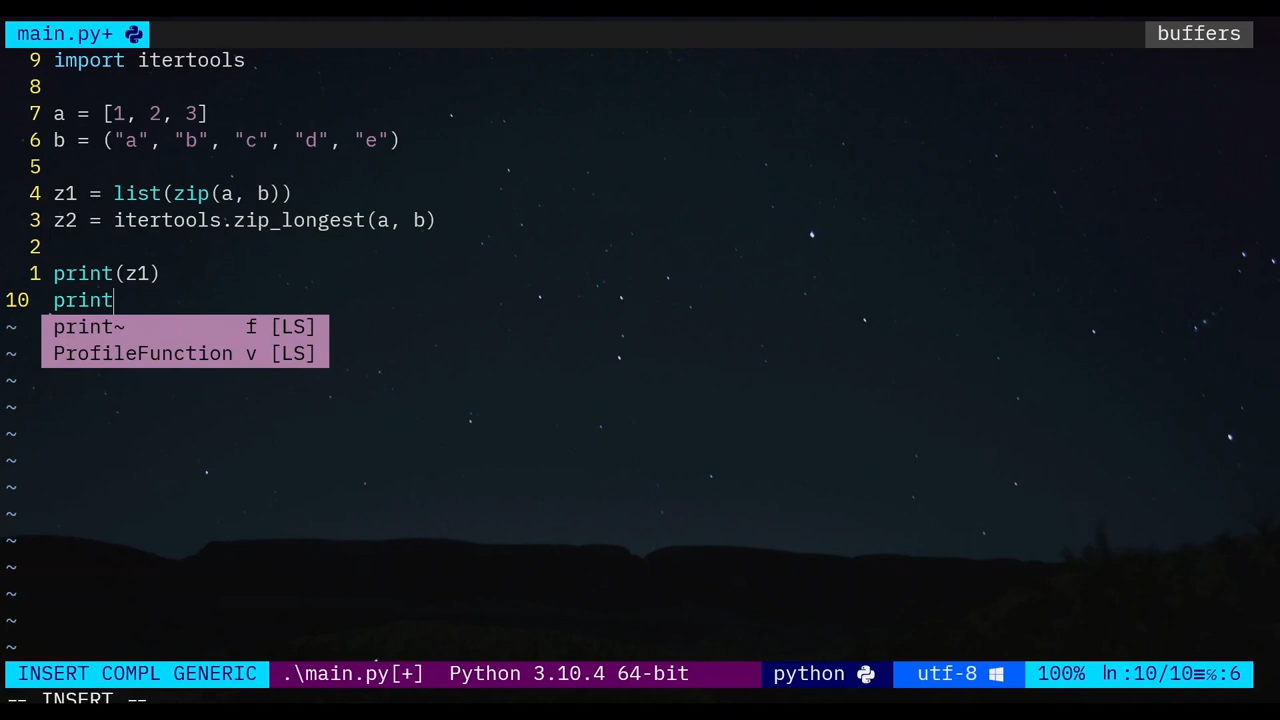 main.py+ buffers
9 import itertools
8
7 a = [1, 2, 3]
6 b = ("a", "b", "c", "d", "e")
5
4 z1 = list(zip(a, b))
3 z2 = itertools.zip_longest(a, b)
2
1 print(z1)
10 print
~ print~ f [LS]
~ ProfileFunction v [LS]
~
~
~
~
~
~
~
~
~
~
~
INSERT COMPL GENERIC .\main.py[+] Python 3.10.4 64-bit python utf-8 100% ln:10/10≡%:6
-- INSERT --